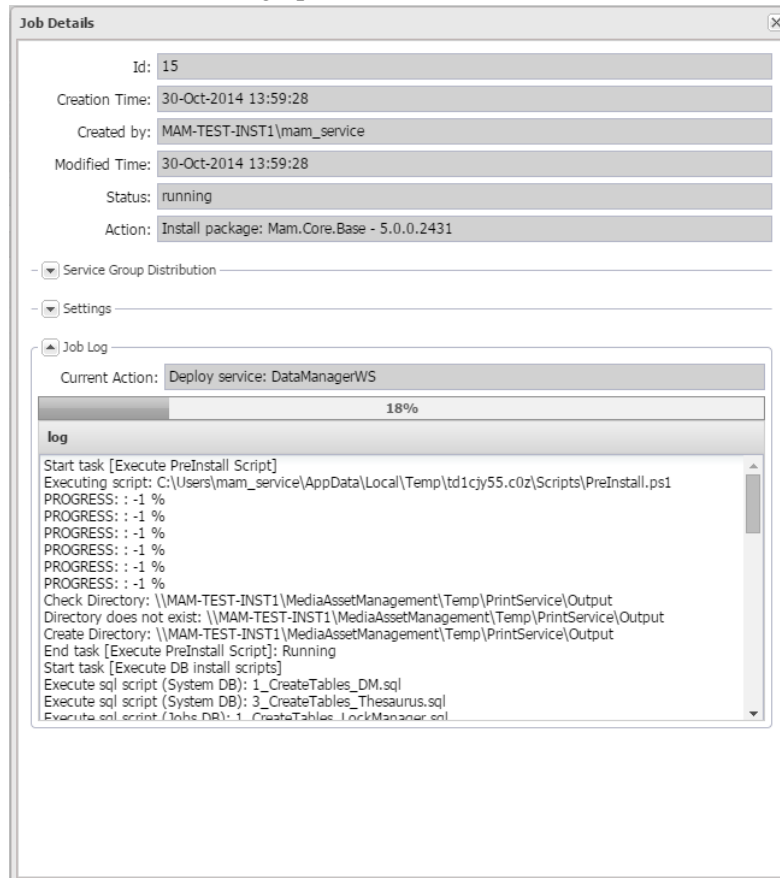 Job Details
Id: 15
Creation Time: 30-Oct-2014 13:59:28
Created by: MAM-TEST-INST1\mam_service
Modified Time: 30-Oct-2014 13:59:28
Status: running
Action: Install package: Mam.Core.Base - 5.0.0.2431
Service Group Distribution
Settings
Job Log
Current Action: Deploy service: DataManagerWS
18%
log
Start task [Execute PreInstall Script]
Executing script: C:\Users\mam_service\AppData\Local\Temp\td1cjy55.c0z\Scripts\PreInstall.ps1
PROGRESS: : -1 %
PROGRESS: : -1 %
PROGRESS: : -1 %
PROGRESS: : -1 %
PROGRESS: : -1 %
PROGRESS: : -1 %
Check Directory: \\MAM-TEST-INST1\MediaAssetManagement\Temp\PrintService\Output
Directory does not exist: \\MAM-TEST-INST1\MediaAssetManagement\Temp\PrintService\Output
Create Directory: \\MAM-TEST-INST1\MediaAssetManagement\Temp\PrintService\Output
End task [Execute PreInstall Script]: Running
Start task [Execute DB install scripts]
Execute sql script (System DB): 1_CreateTables_DM.sql
Execute sql script (System DB): 3_CreateTables_Thesaurus.sql
Execute sql script (Jobs DB): 1_CreateTables_LockManager.sql